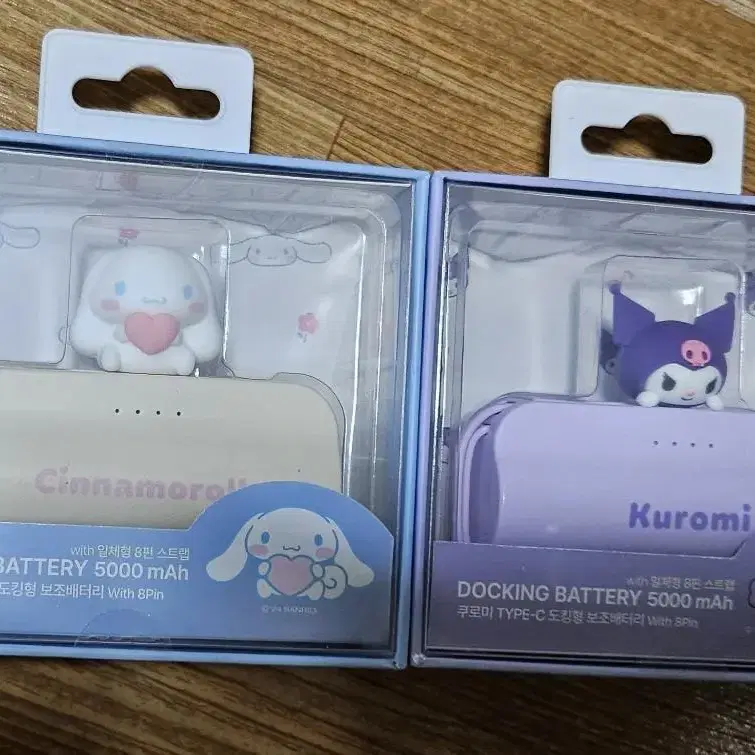 Cinnamoroll
with 일체형 8핀 스트랩
BATTERY 5000 mAh
도킹형 보조배터리 With 8Pin
Kuromi
with 일체형 8핀 스트랩
DOCKING BATTERY 5000 mAh
쿠로미 TYPE-C 도킹형 보조배터리 With 8Pin